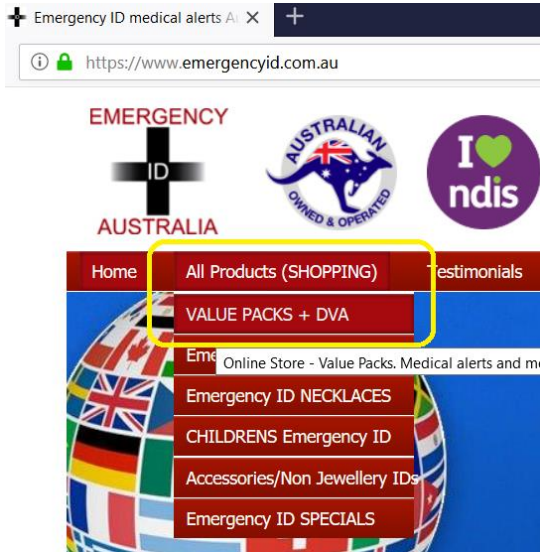 Emergency ID medical alerts A
https://www.emergencyid.com.au
EMERGENCY
ID
AUSTRALIA
AUSTRALIAN
OWNED & OPERATED
I
ndis
Home
All Products (SHOPPING)
Testimonials
VALUE PACKS + DVA
Eme
Online Store - Value Packs. Medical alerts and me
Emergency ID NECKLACES
CHILDRENS Emergency ID
Accessories/Non Jewellery IDs
Emergency ID SPECIALS